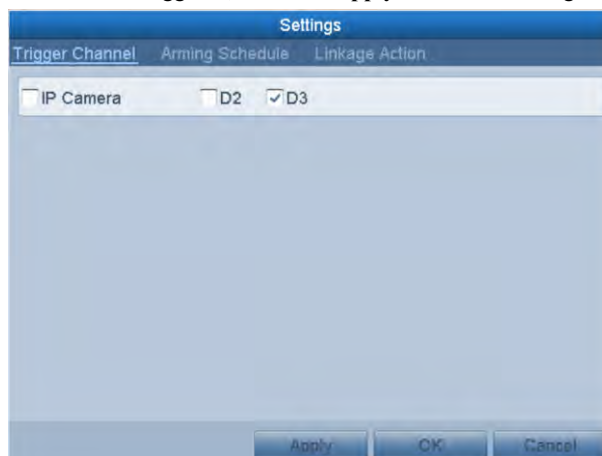 Settings
Trigger Channel Arming Schedule Linkage Action
IP Camera D2 D3
Apply OK Cancel